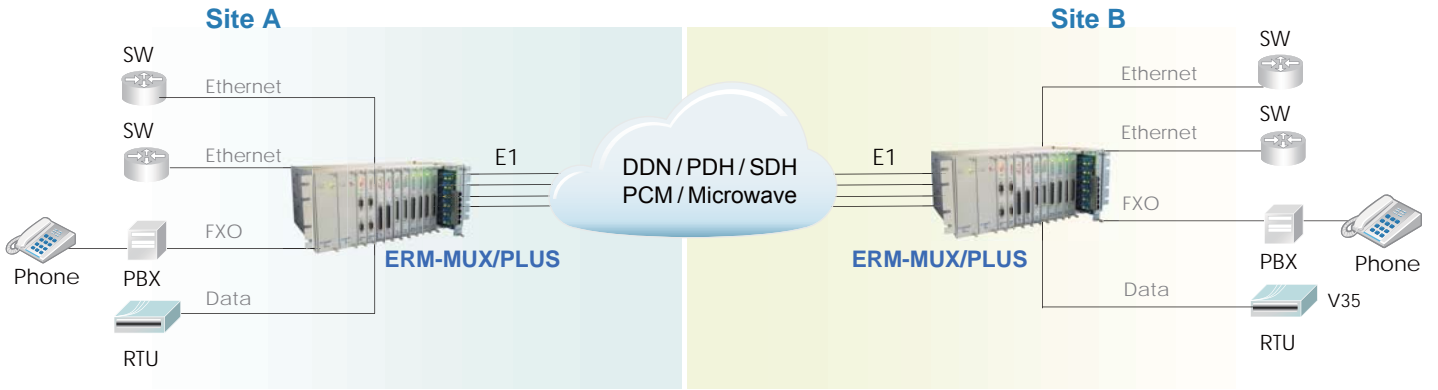 Site A
Site B
SW
SW
Ethernet
Ethernet
SW
SW
Ethernet
Ethernet
E1
DDN / PDH / SDH
PCM / Microwave
E1
FXO
FXO
ERM-MUX/PLUS
ERM-MUX/PLUS
Phone
PBX
PBX
Phone
Data
Data
V35
RTU
RTU